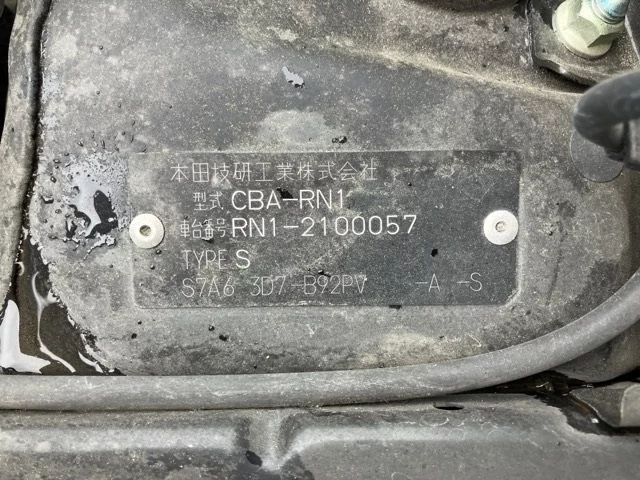 本田技研工業株式会社
型式 CBA-RN1
車台番号 RN1-2100057
TYPE S
S7A6 3D7 B92PV -A -S